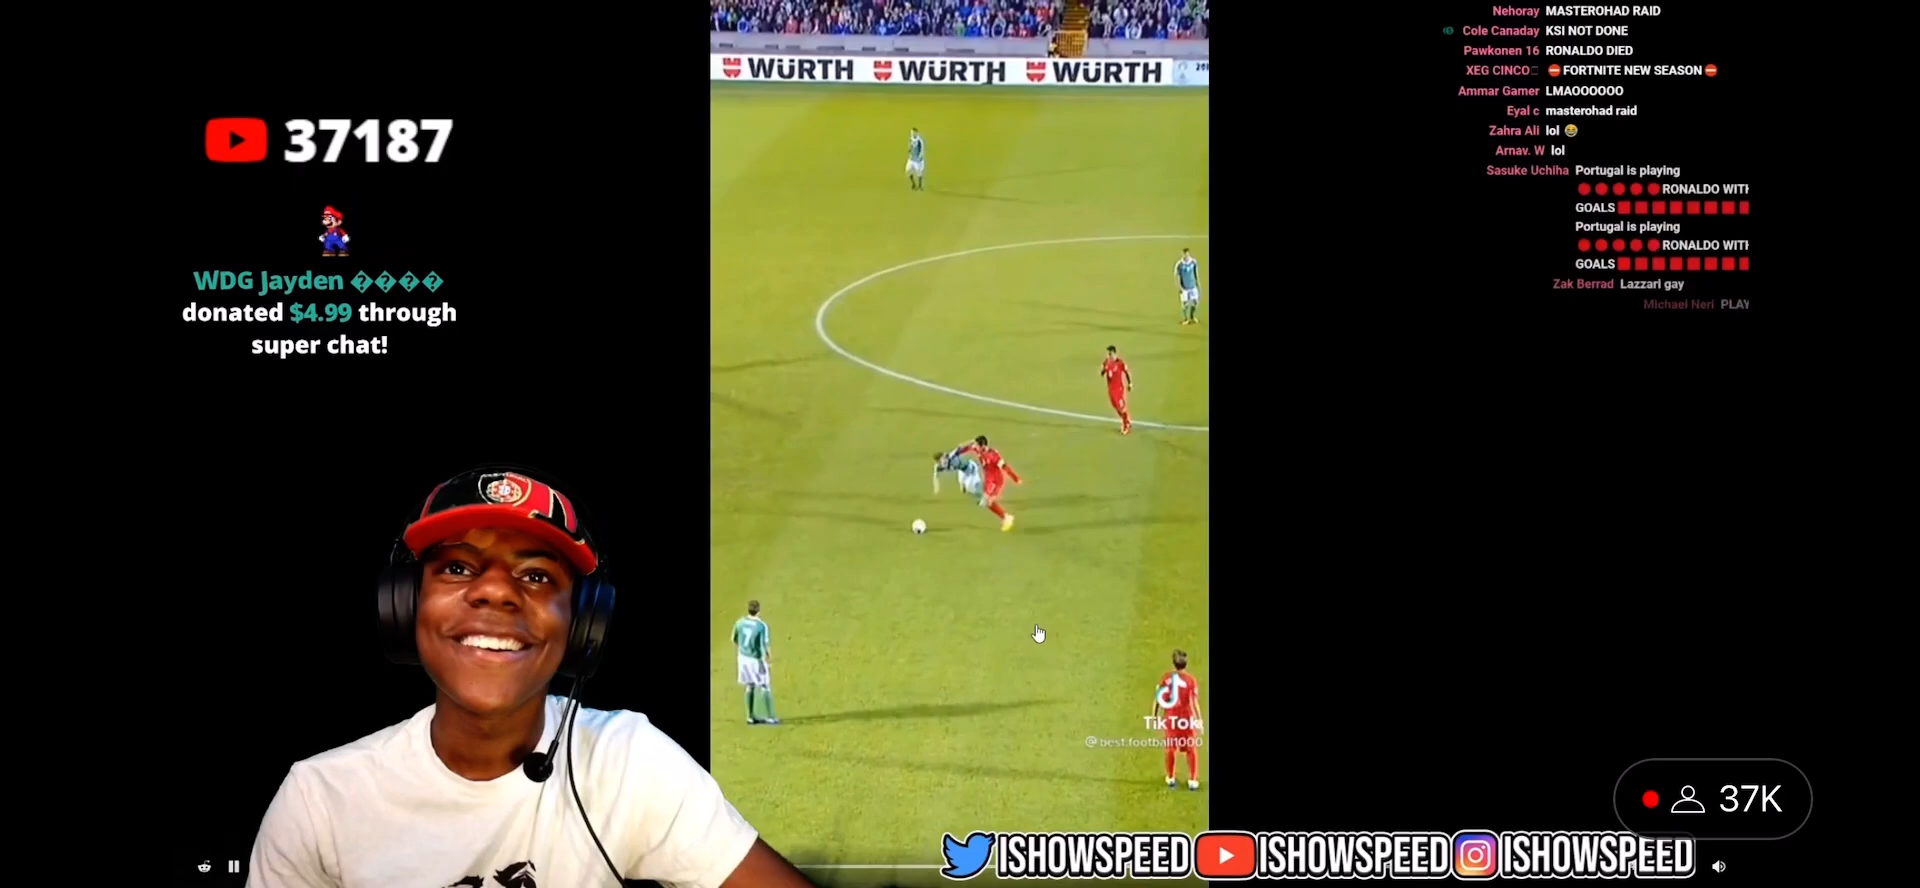 37187
WDG Jayden ����
donated $4.99 through
super chat!
WÜRTH WÜRTH WÜRTH
7
TikTok
@best.football1000
Nehoray MASTEROHAD RAID
Cole Canaday KSI NOT DONE
Pawkonen 16 RONALDO DIED
XEG CINCO⛔FORTNITE NEW SEASON⛔
Ammar Gamer LMAOOOOOO
Eyal c masterohad raid
Zahra Ali lol 😂
Arnav. W lol
Sasuke Uchiha Portugal is playing
🔴🔴🔴🔴🔴RONALDO WITH
GOALS🟥🟥🟥🟥🟥🟥🟥🟥
Portugal is playing
🔴🔴🔴🔴🔴RONALDO WITH
GOALS🟥🟥🟥🟥🟥🟥🟥🟥
Zak Berrad Lazzari gay
Michael Neri PLAY
37K
ISHOWSPEED ISHOWSPEED ISHOWSPEED